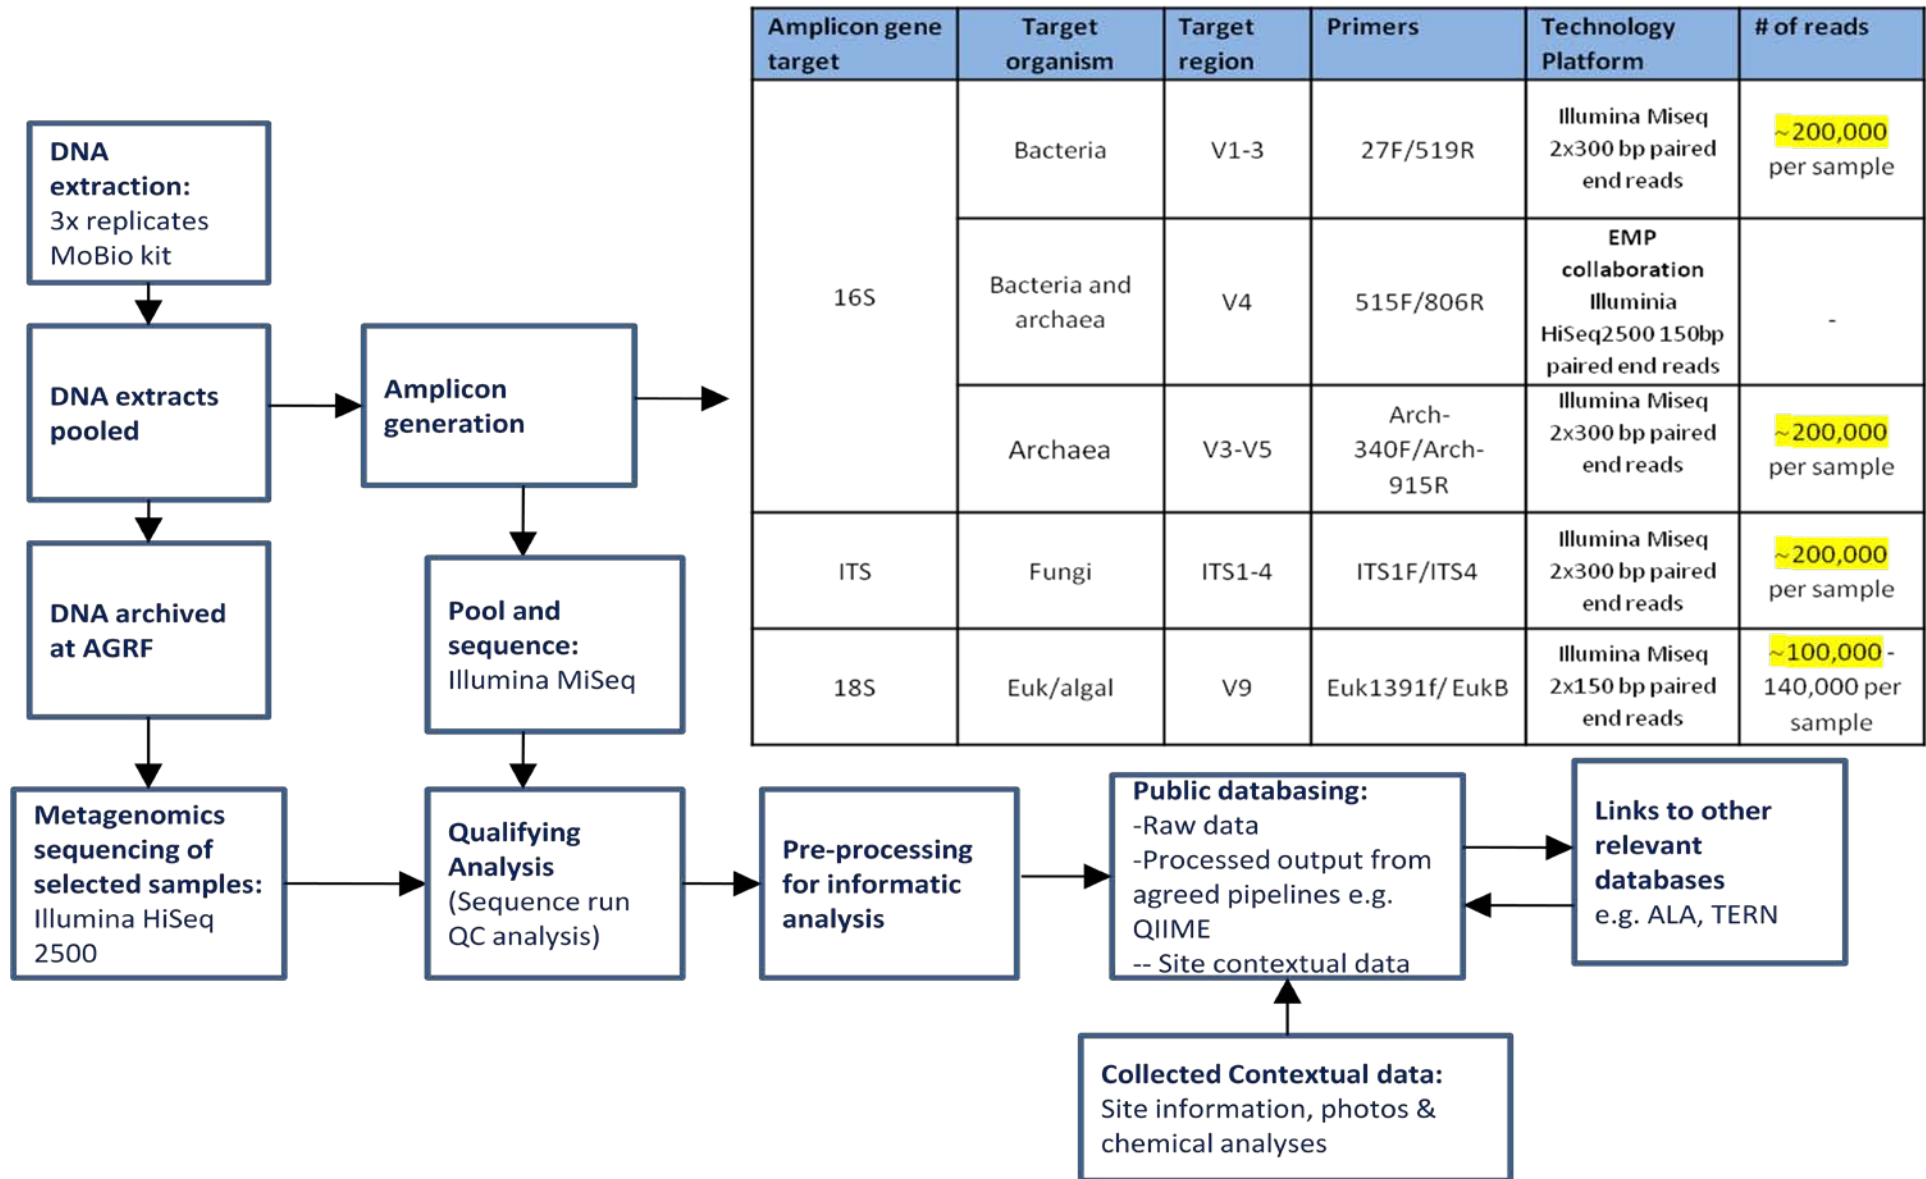 Amplicon gene
target
Target
organism
Target
region
Primers
Technology
Platform
# of reads
16S
Bacteria
V1-3
27F/519R
Illumina Miseq
2x300 bp paired
end reads
~200,000
per sample
Bacteria and
archaea
V4
515F/806R
EMP
collaboration
Illuminia
HiSeq2500 150bp
paired end reads
-
Archaea
V3-V5
Arch-
340F/Arch-
915R
Illumina Miseq
2x300 bp paired
end reads
~200,000
per sample
ITS
Fungi
ITS1-4
ITS1F/ITS4
Illumina Miseq
2x300 bp paired
end reads
~200,000
per sample
18S
Euk/algal
V9
Euk1391f/ EukB
Illumina Miseq
2x150 bp paired
end reads
~100,000 -
140,000 per
sample
DNA
extraction:
3x replicates
MoBio kit
DNA extracts
pooled
Amplicon
generation
DNA archived
at AGRF
Pool and
sequence:
Illumina MiSeq
Metagenomics
sequencing of
selected samples:
Illumina HiSeq
2500
Qualifying
Analysis
(Sequence run
QC analysis)
Pre-processing
for informatic
analysis
Public databasing:
-Raw data
-Processed output from
agreed pipelines e.g.
QIIME
-- Site contextual data
Links to other
relevant
databases
e.g. ALA, TERN
Collected Contextual data:
Site information, photos &
chemical analyses